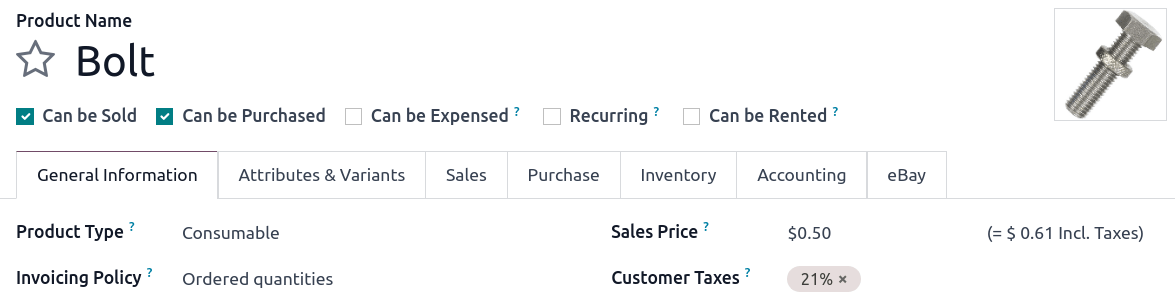 Product Name
Bolt
Can be Sold Can be Purchased Can be Expensed ? Recurring ? Can be Rented ?
General Information Attributes & Variants Sales Purchase Inventory Accounting eBay
Product Type ? Consumable Sales Price ? $0.50 (= $ 0.61 Incl. Taxes)
Invoicing Policy ? Ordered quantities Customer Taxes ? 21% ×